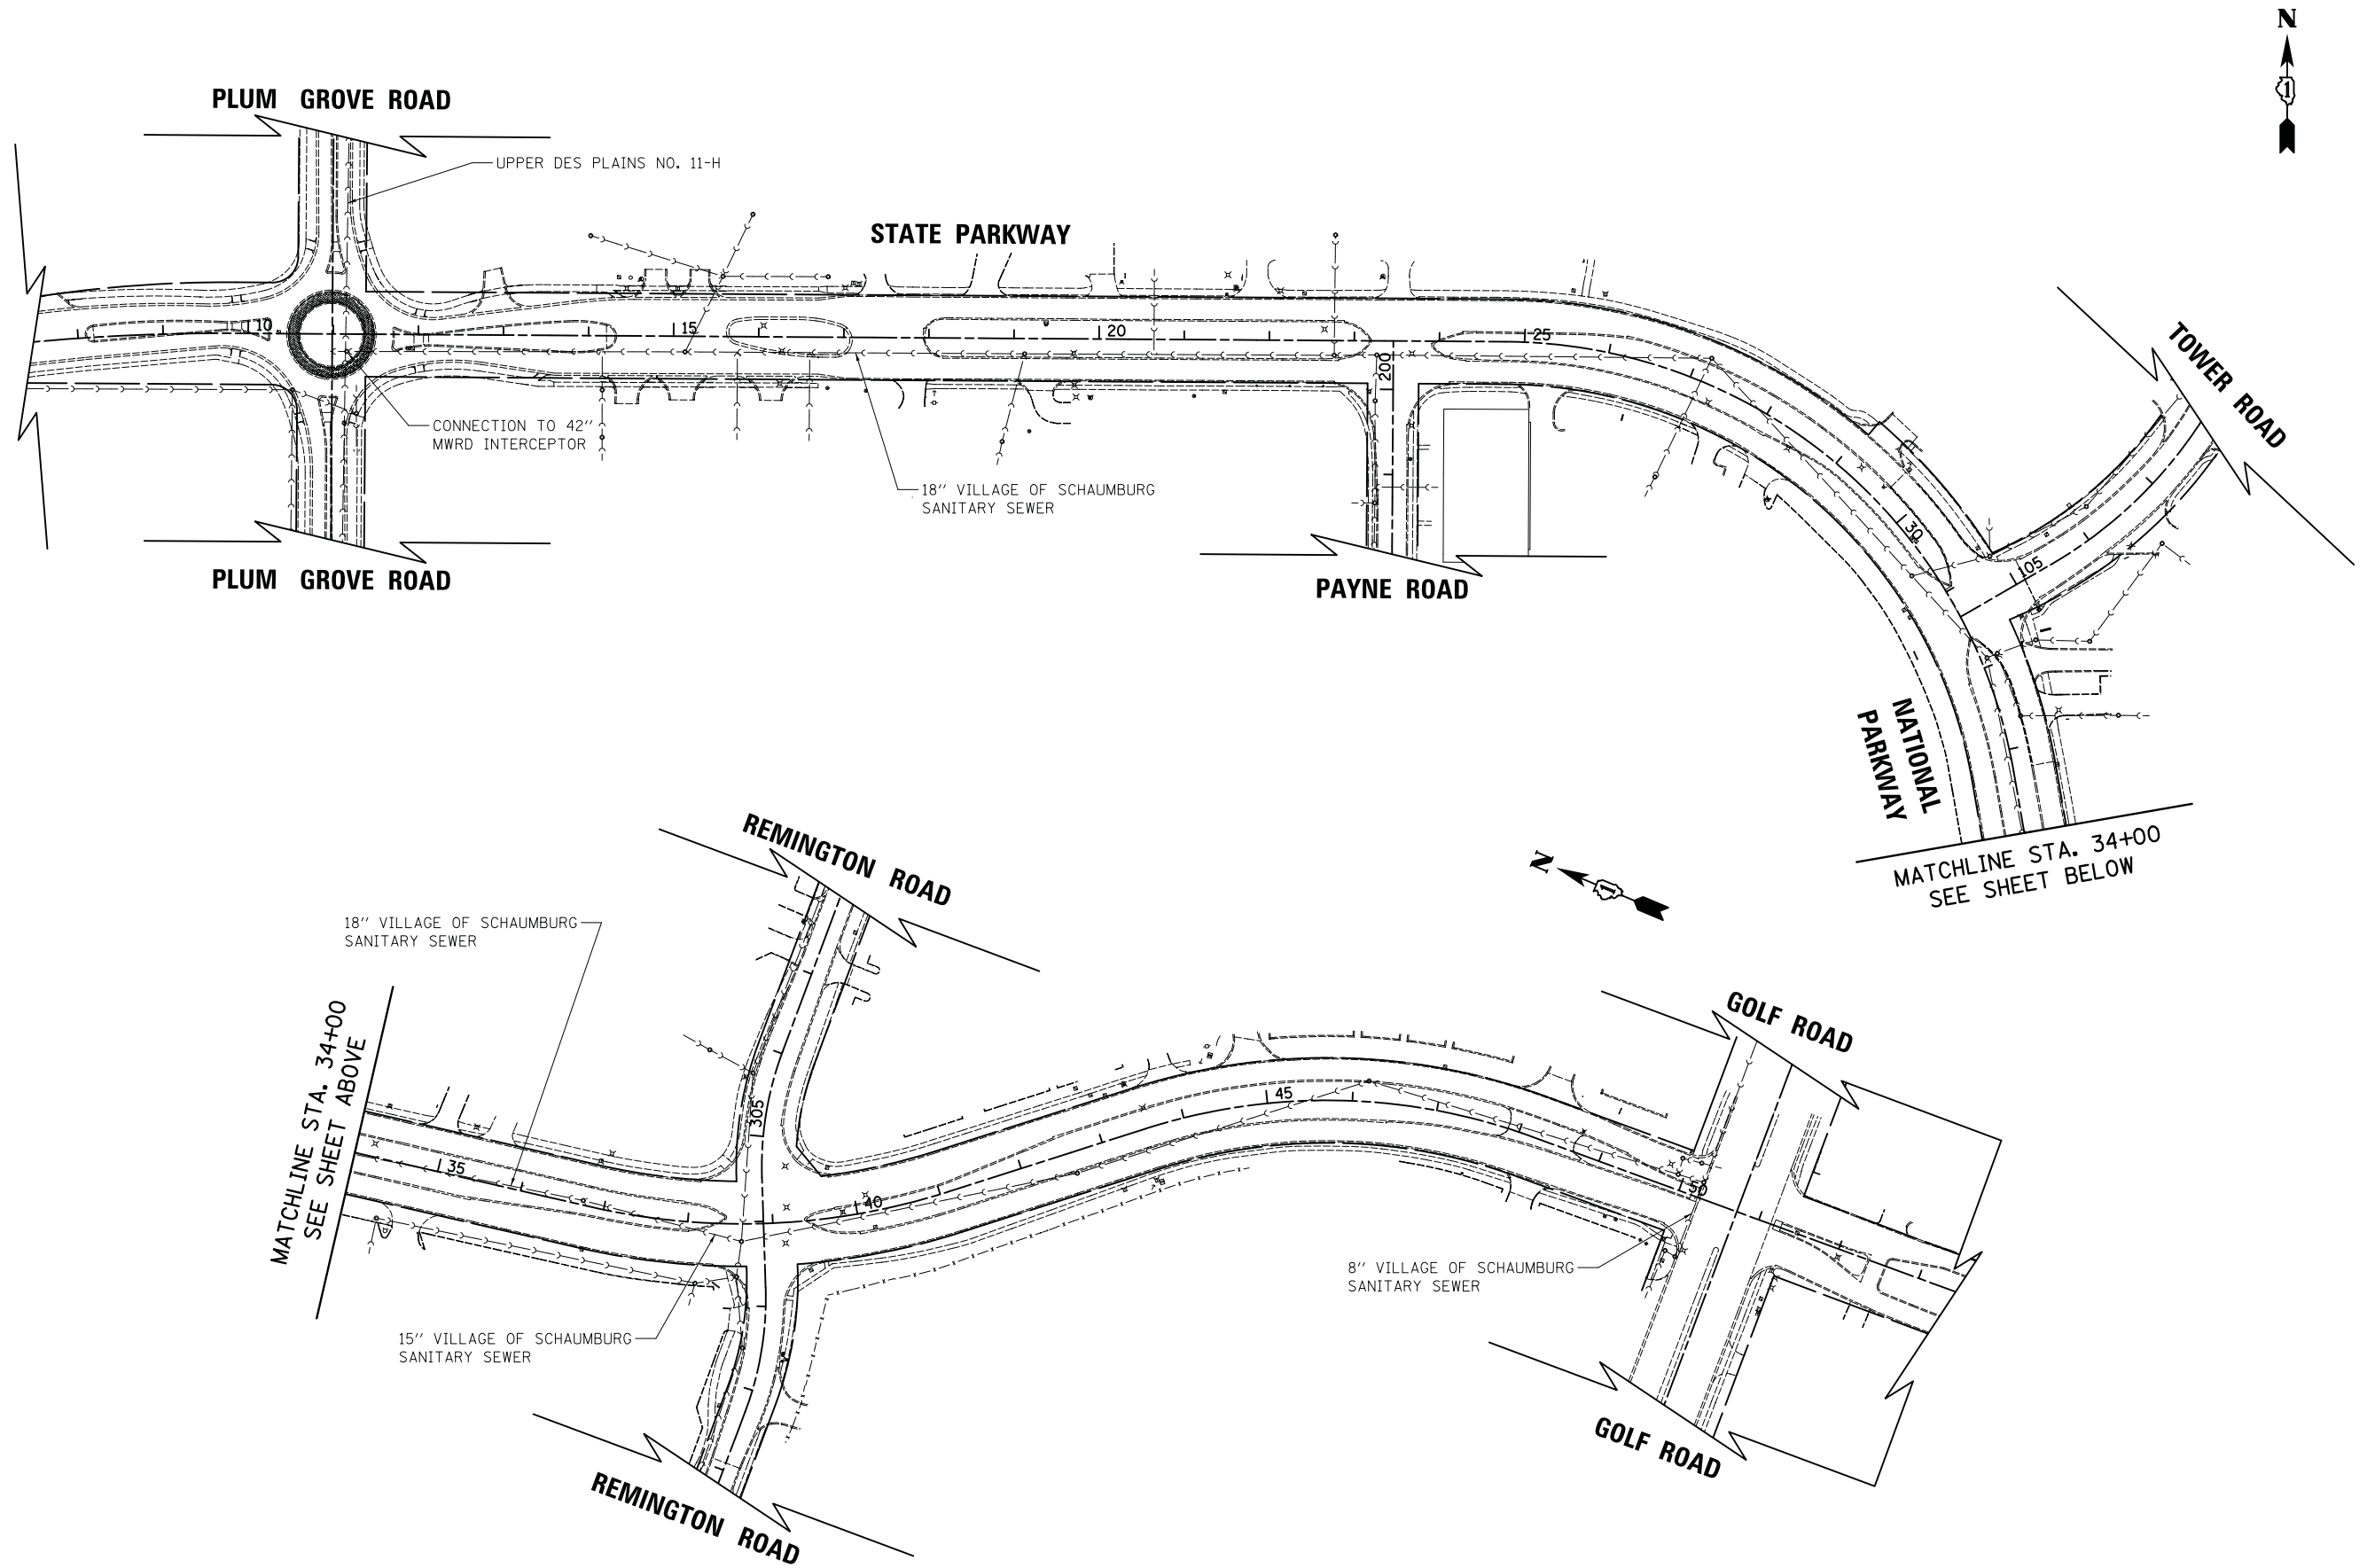 N
1
PLUM GROVE ROAD
UPPER DES PLAINS NO. 11-H
STATE PARKWAY
TOWER ROAD
10
15
20
25
200
30
105
CONNECTION TO 42"
MWRD INTERCEPTOR
18" VILLAGE OF SCHAUMBURG
SANITARY SEWER
PLUM GROVE ROAD
PAYNE ROAD
NATIONAL
PARKWAY
MATCHLINE STA. 34+00
SEE SHEET BELOW
REMINGTON ROAD
N
1
18" VILLAGE OF SCHAUMBURG
SANITARY SEWER
GOLF ROAD
MATCHLINE STA. 34+00
SEE SHEET ABOVE
305
45
35
40
50
8" VILLAGE OF SCHAUMBURG
SANITARY SEWER
15" VILLAGE OF SCHAUMBURG
SANITARY SEWER
GOLF ROAD
REMINGTON ROAD